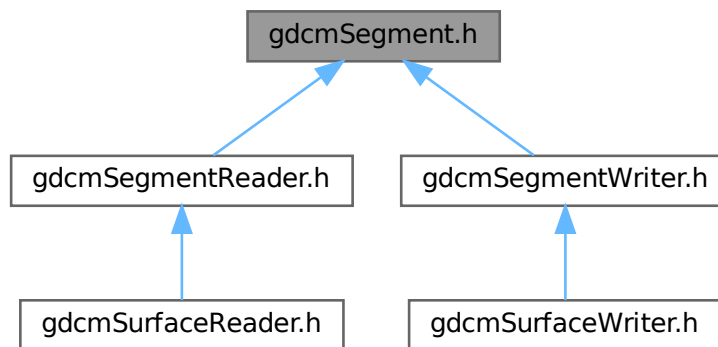 gdcmSegment.h
gdcmSegmentReader.h
gdcmSegmentWriter.h
gdcmSurfaceReader.h
gdcmSurfaceWriter.h